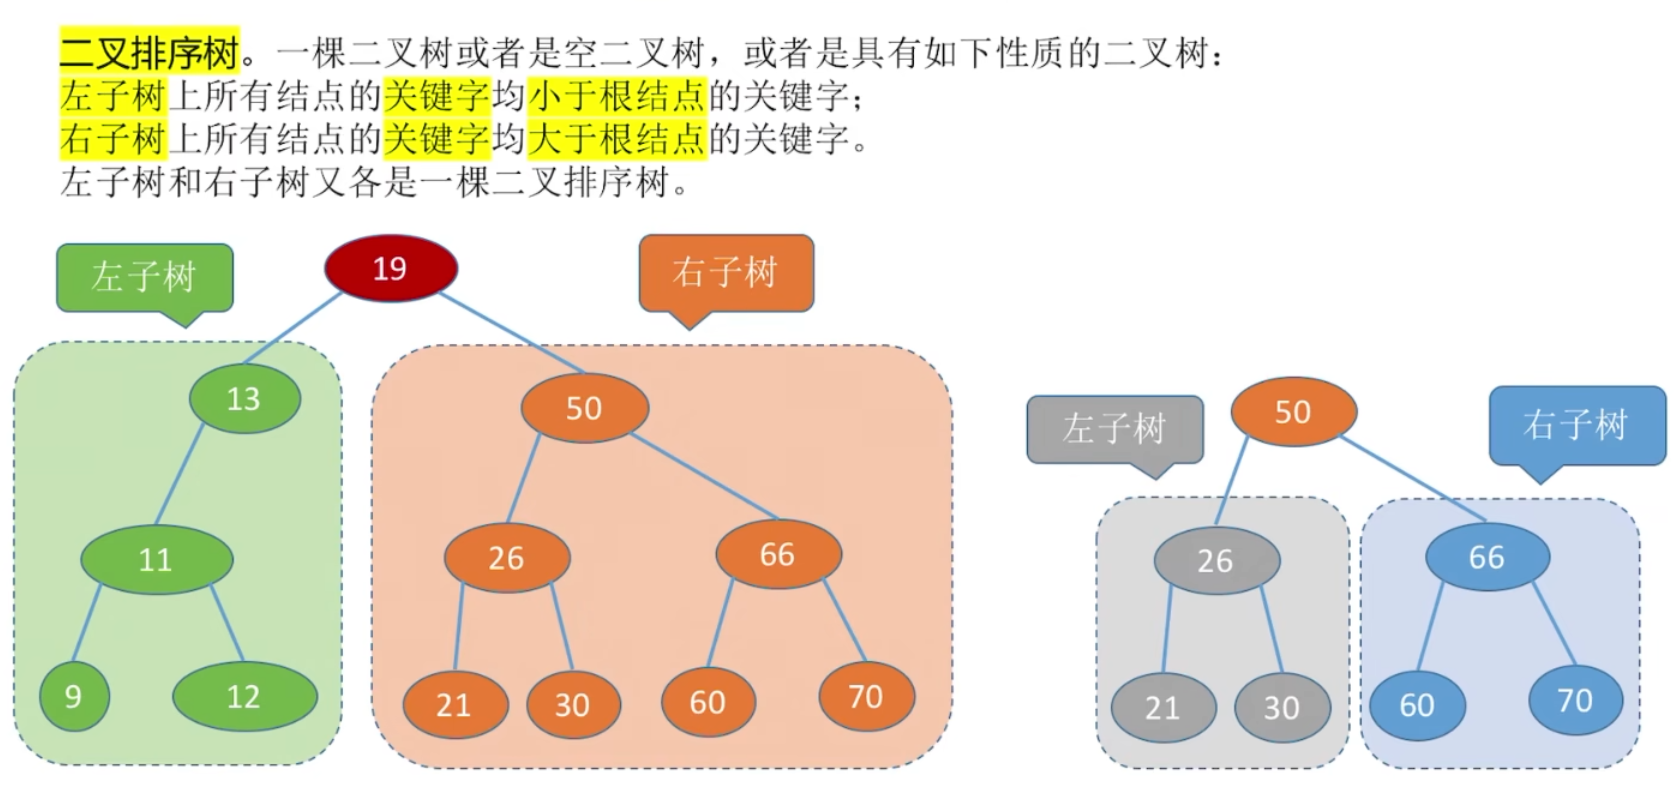 二叉排序树。一棵二叉树或者是空二叉树，或者是具有如下性质的二叉树：
左子树上所有结点的关键字均小于根结点的关键字；
右子树上所有结点的关键字均大于根结点的关键字。
左子树和右子树又各是一棵二叉排序树。
左子树
19
右子树
13
50
11
26
66
9
12
21
30
60
70
左子树
50
右子树
26
66
21
30
60
70